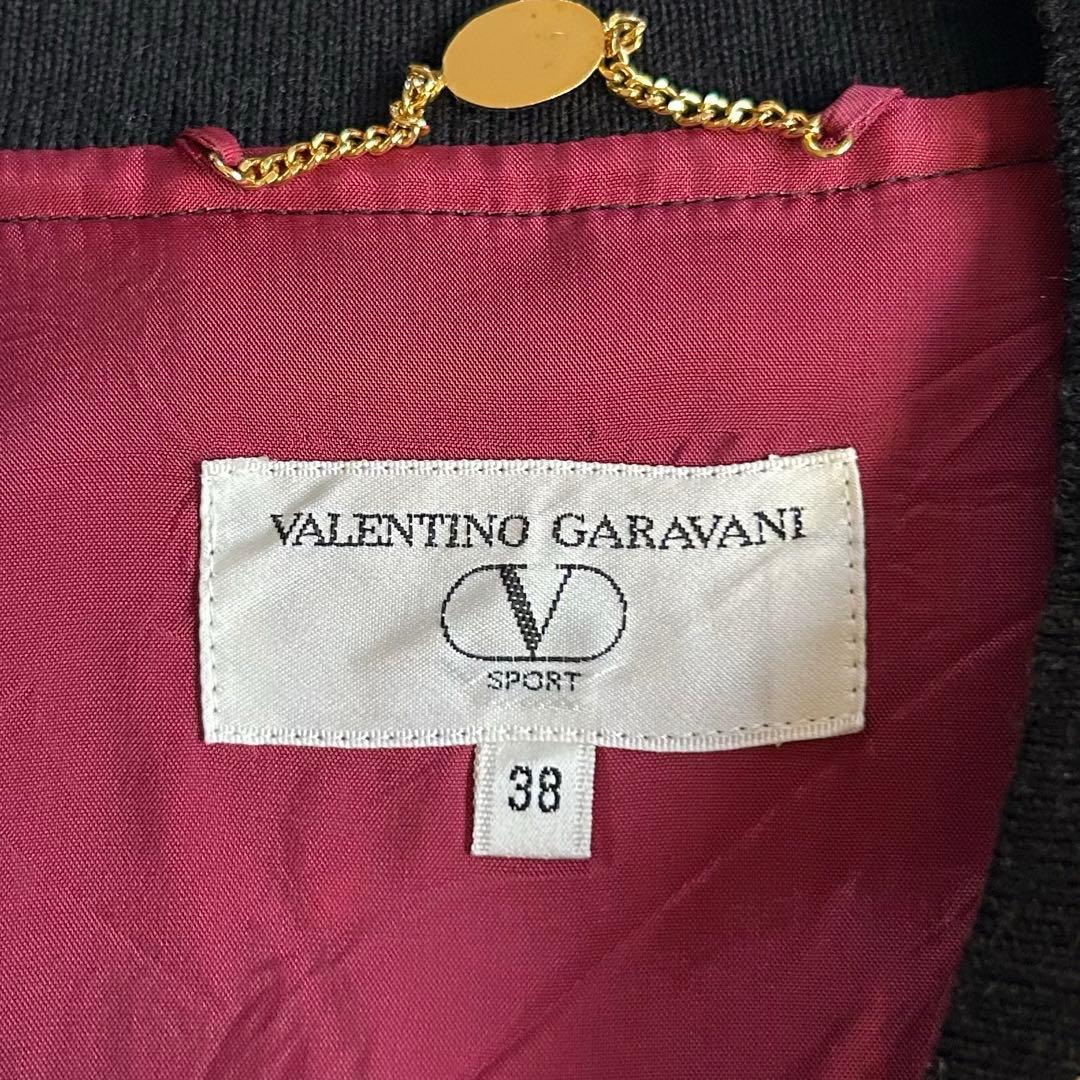 VALENTINO GARAVANI
V
SPORT
38